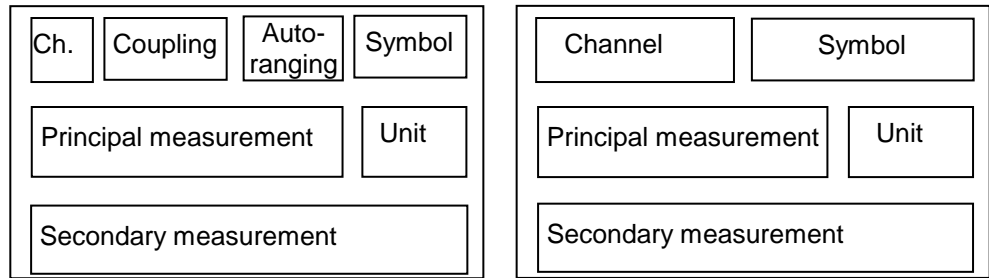 Ch.
Coupling
Auto-
ranging
Symbol
Principal measurement
Unit
Secondary measurement
Channel
Symbol
Principal measurement
Unit
Secondary measurement